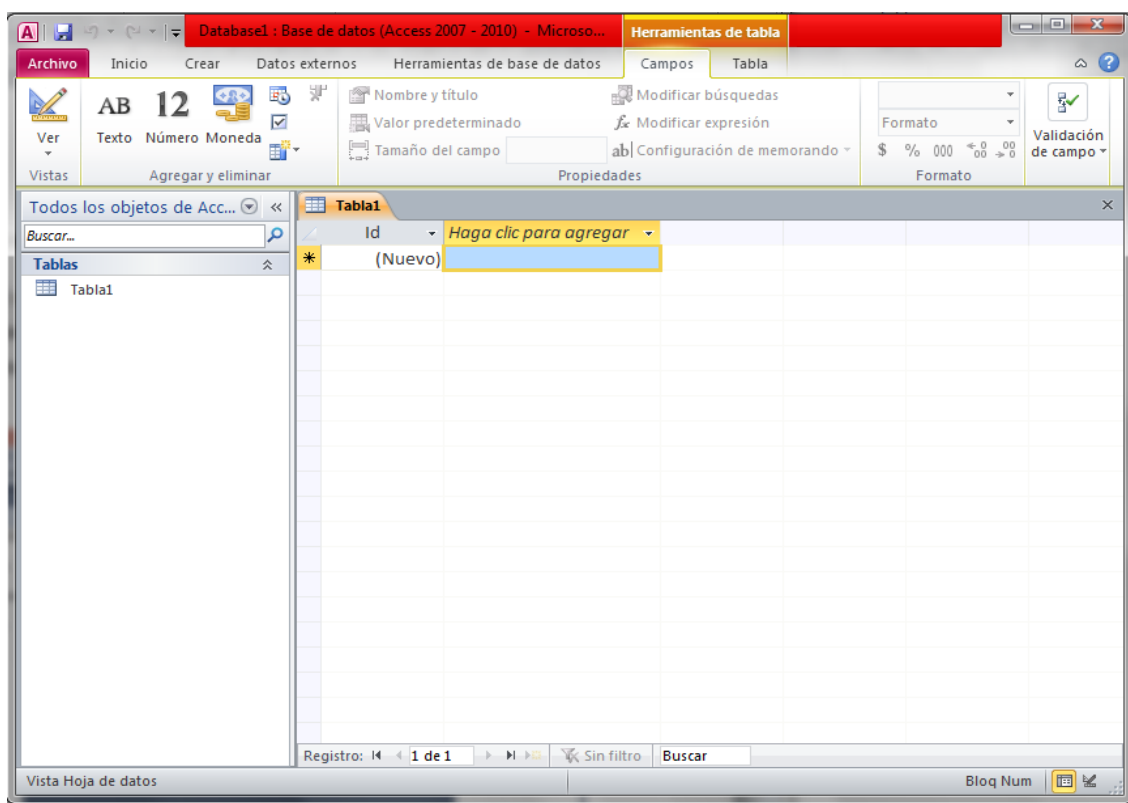 A Database1 : Base de datos (Access 2007 - 2010) - Microso... Herramientas de tabla
Archivo Inicio Crear Datos externos Herramientas de base de datos Campos Tabla
Ver
Vistas
AB 12
Texto Número Moneda
Agregar y eliminar
Nombre y título
Valor predeterminado
Tamaño del campo
Modificar búsquedas
fx Modificar expresión
ab| Configuración de memorando
Propiedades
Formato
$ % 000
Formato
Validación
de campo
Todos los objetos de Acc... «
Buscar...
Tablas
Tabla1
Tabla1
Id Haga clic para agregar
(Nuevo)
Registro: 1 de 1 Sin filtro Buscar
Vista Hoja de datos Bloq Num